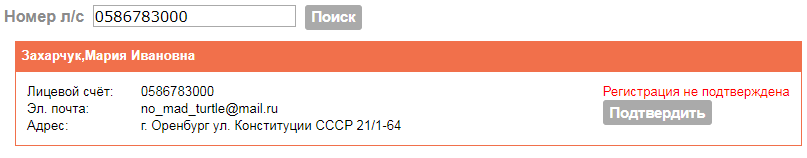 Номер л/с 0586783000 Поиск
Захарчук,Мария Ивановна
Лицевой счёт: 0586783000 Регистрация не подтверждена
Эл. почта: no_mad_turtle@mail.ru Подтвердить
Адрес: г. Оренбург ул. Конституции СССР 21/1-64